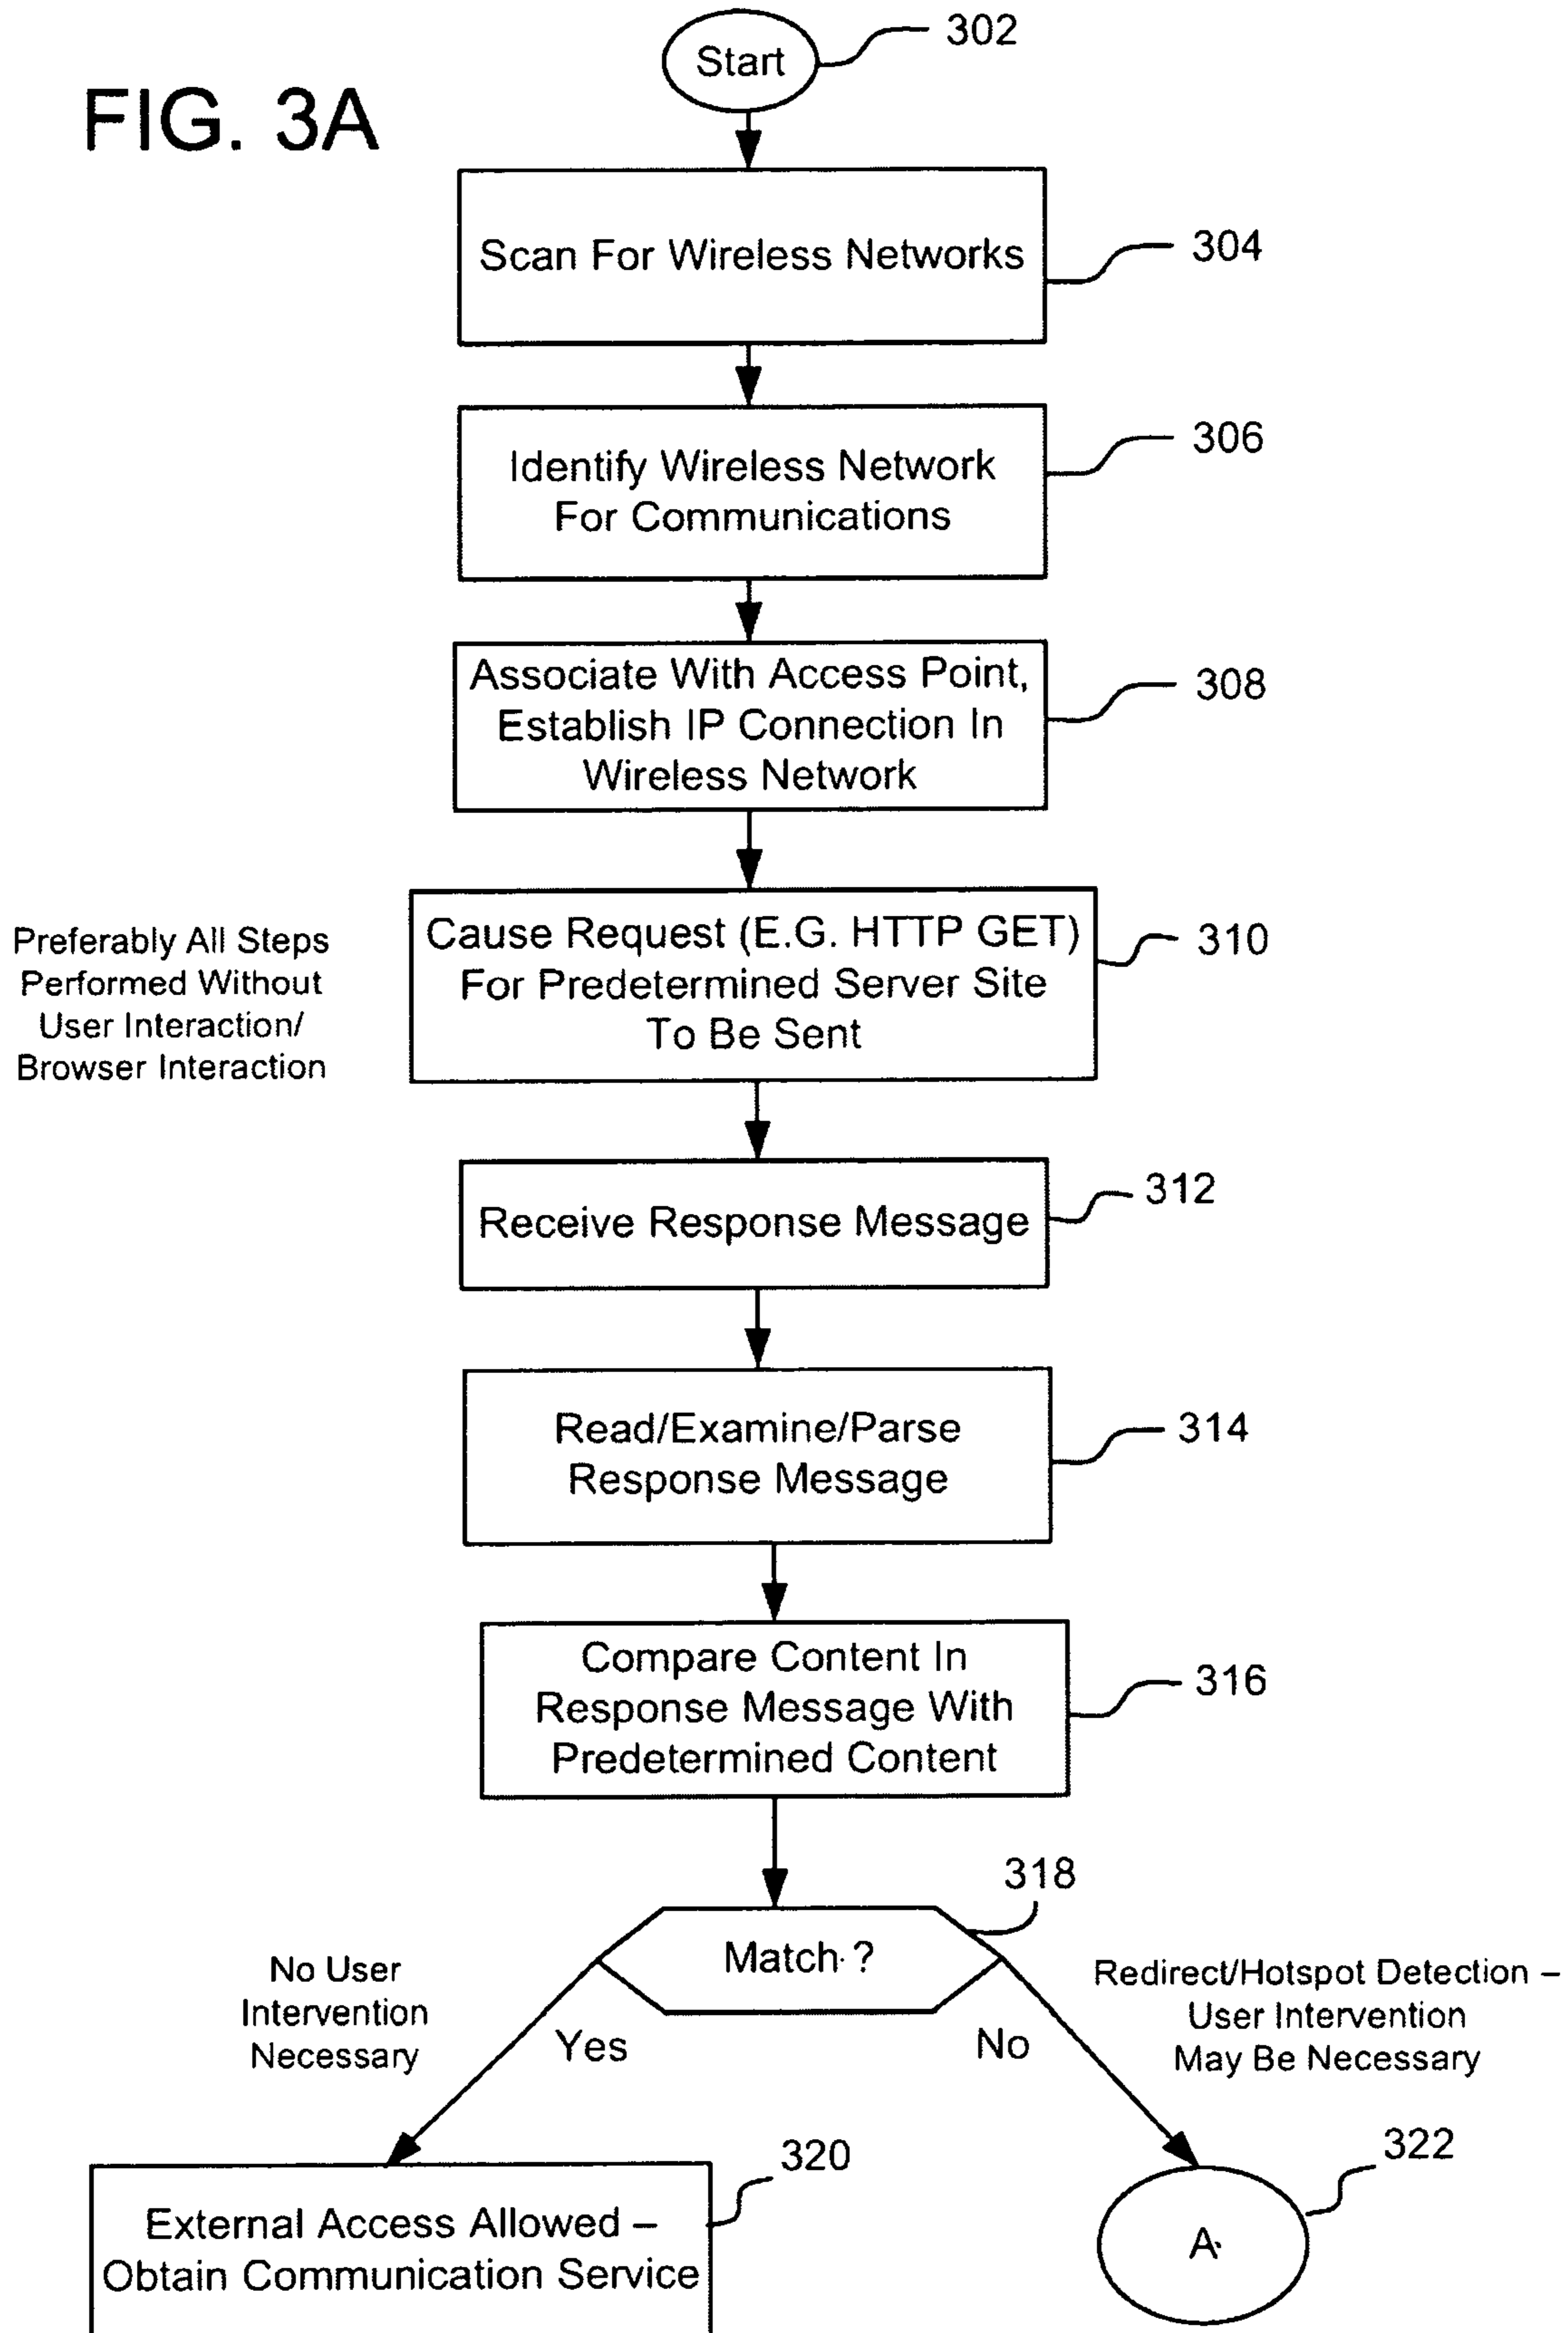 FIG. 3A
Start
302
Scan For Wireless Networks
304
Identify Wireless Network
For Communications
306
Associate With Access Point,
Establish IP Connection In
Wireless Network
308
Preferably All Steps
Performed Without
User Interaction/
Browser Interaction
Cause Request (E.G. HTTP GET)
For Predetermined Server Site
To Be Sent
310
Receive Response Message
312
Read/Examine/Parse
Response Message
314
Compare Content In
Response Message With
Predetermined Content
316
318
Match ?
No User
Intervention
Necessary
Yes
No
Redirect/Hotspot Detection –
User Intervention
May Be Necessary
External Access Allowed –
Obtain Communication Service
320
A
322